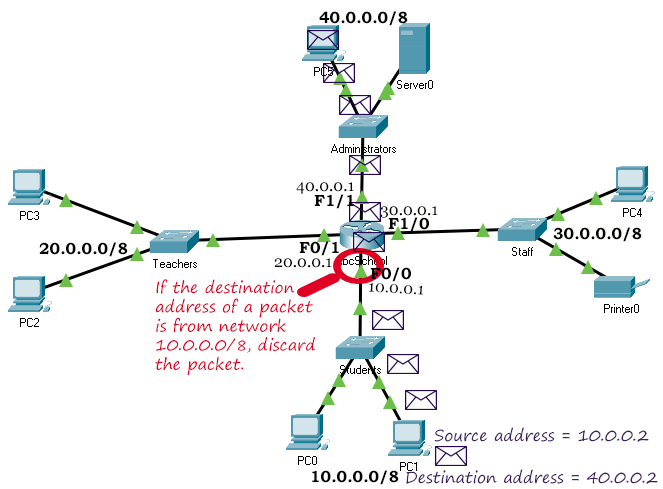 40.0.0.0/8
PC5
Server0
Administrators
40.0.0.1
F1/1
30.0.0.1
F1/0
PC3
PC4
20.0.0.0/8
Teachers
F0/1
Staff
30.0.0.0/8
20.0.0.1
F0/0
10.0.0.1
PC2
Printer0
If the destination
address of a packet
is from network
10.0.0.0/8, discard
the packet.
Students
PC0
PC1
Source address = 10.0.0.2
10.0.0.0/8
Destination address = 40.0.0.2